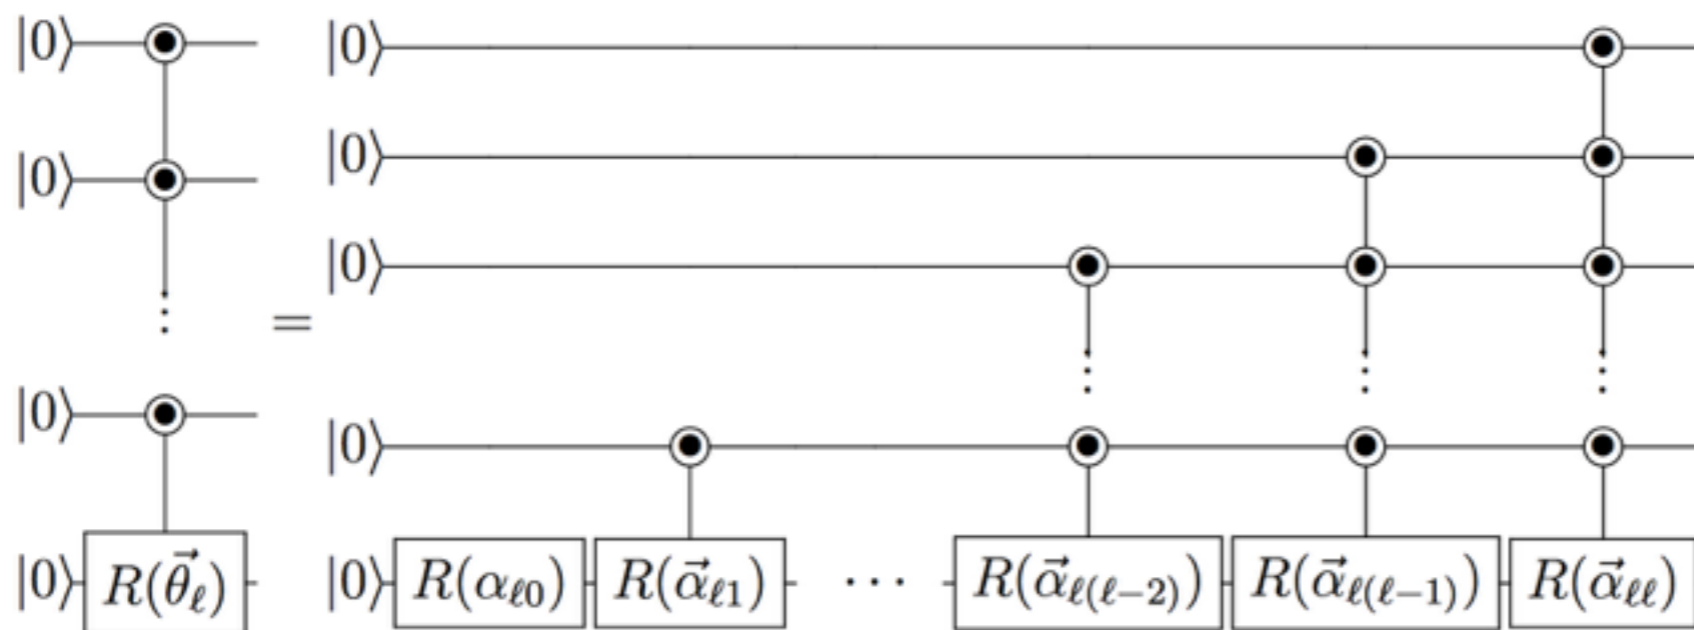 |0⟩ |0⟩
|0⟩ |0⟩
|0⟩
⋮ =
⋮ ⋮ ⋮
|0⟩ |0⟩
|0⟩ R(θ⃗_ℓ) |0⟩ R(α_ℓ0) R(α⃗_ℓ1) ⋯ R(α⃗_ℓ(ℓ−2)) R(α⃗_ℓ(ℓ−1)) R(α⃗_ℓℓ)